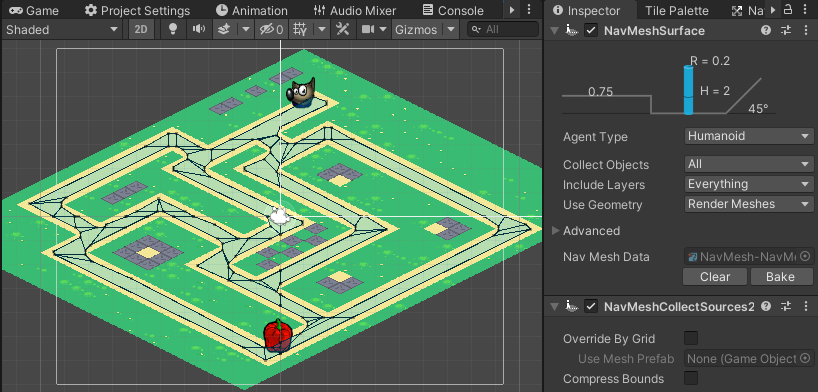 Game Project Settings Animation Audio Mixer Console
Inspector Tile Palette Na
Shaded 2D 0 Gizmos All
NavMeshSurface
R = 0.2
0.75
H = 2
45°
Agent Type Humanoid
Collect Objects All
Include Layers Everything
Use Geometry Render Meshes
Advanced
Nav Mesh Data NavMesh-NavMe
Clear Bake
NavMeshCollectSources2
Override By Grid
Use Mesh Prefab None (Game Object
Compress Bounds